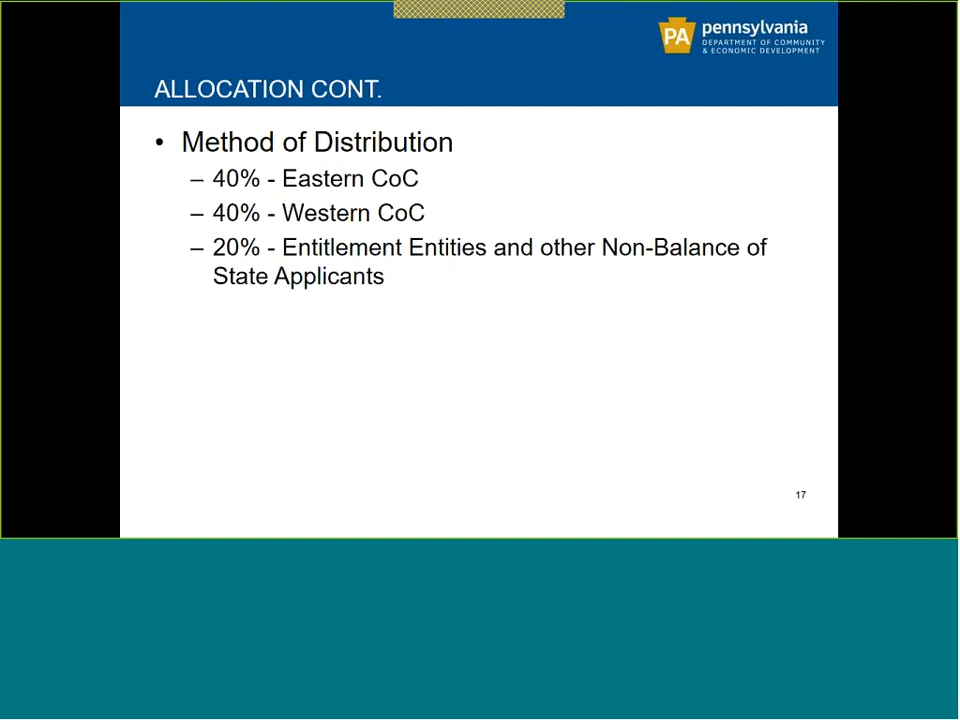 PA pennsylvania
DEPARTMENT OF COMMUNITY
& ECONOMIC DEVELOPMENT
ALLOCATION CONT.
• Method of Distribution
– 40% - Eastern CoC
– 40% - Western CoC
– 20% - Entitlement Entities and other Non-Balance of
State Applicants
17